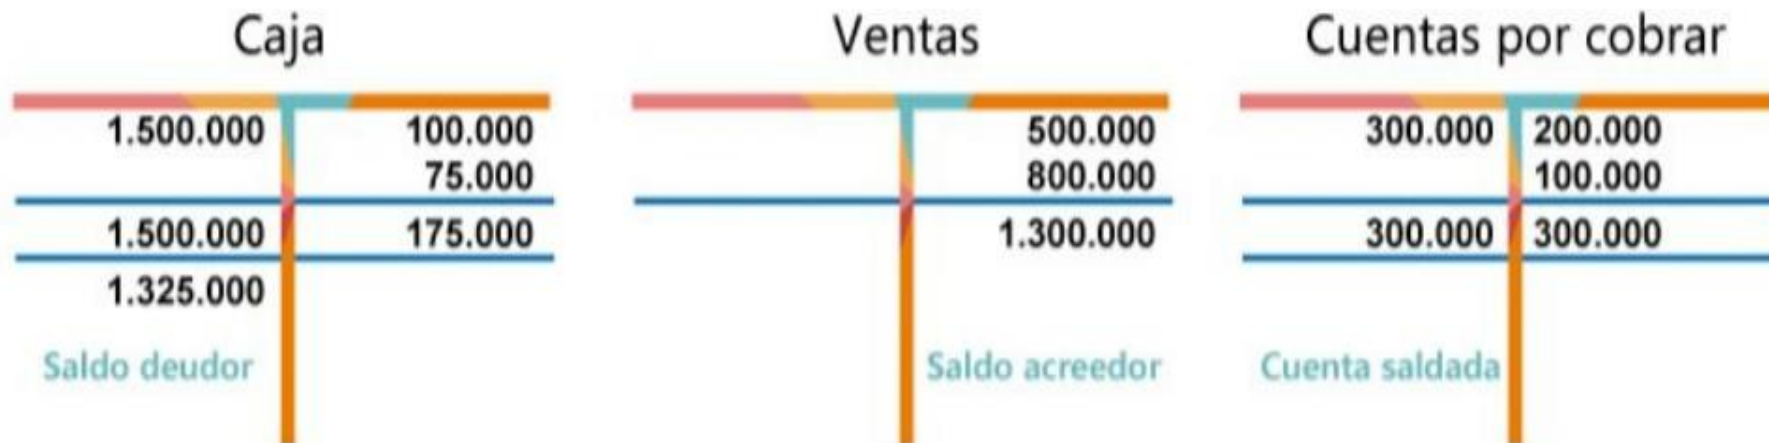 Caja
1.500.000 100.000
75.000
1.500.000 175.000
1.325.000
Saldo deudor
Ventas
500.000
800.000
1.300.000
Saldo acreedor
Cuentas por cobrar
300.000 200.000
100.000
300.000 300.000
Cuenta saldada